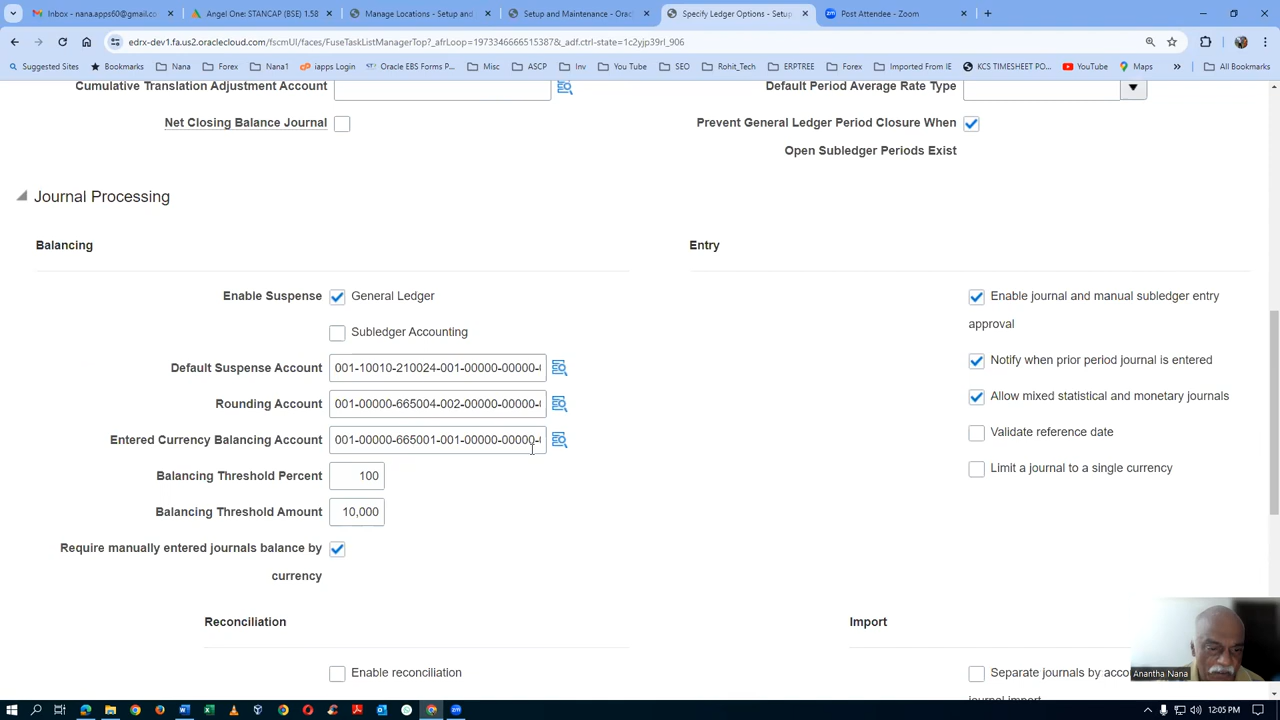 Inbox - nana.apps60@gmail.co
Angel One: STANCAP (BSE) 1.58
Manage Locations - Setup and
Setup and Maintenance - Orac
Specify Ledger Options - Setup
Post Attendee - Zoom
edrx-dev1.fa.us2.oraclecloud.com/fscmUI/faces/FuseTaskListManagerTop?_afrLoop=1973346666515387&_adf.ctrl-state=1c2yjp39rl_906
Suggested Sites
Bookmarks
Nana
Forex
Nana1
iapps Login
Oracle EBS Forms P...
Misc
ASCP
Inv
You Tube
SEO
Rohit_Tech
ERPTREE
Forex
Imported From IE
KCS TIMESHEET PO...
YouTube
Maps
All Bookmarks
Cumulative Translation Adjustment Account
Default Period Average Rate Type
Net Closing Balance Journal
Prevent General Ledger Period Closure When
Open Subledger Periods Exist
Journal Processing
Balancing
Entry
Enable Suspense
General Ledger
Enable journal and manual subledger entry
approval
Subledger Accounting
Default Suspense Account
001-10010-210024-001-00000-00000-
Notify when prior period journal is entered
Rounding Account
001-00000-665004-002-00000-00000-
Allow mixed statistical and monetary journals
Entered Currency Balancing Account
001-00000-665001-001-00000-00000-
Validate reference date
Balancing Threshold Percent
100
Limit a journal to a single currency
Balancing Threshold Amount
10,000
Require manually entered journals balance by
currency
Reconciliation
Import
Enable reconciliation
Separate journals by acco
journal import
Anantha Nana
12:05 PM